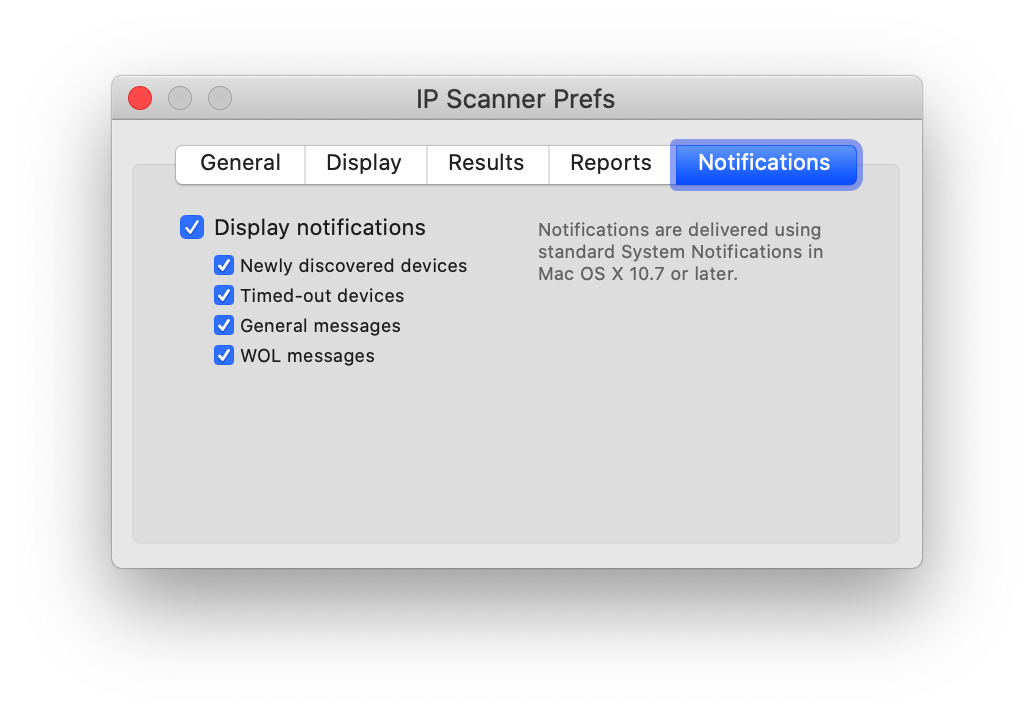 IP Scanner Prefs
General Display Results Reports Notifications
Display notifications
Newly discovered devices
Timed-out devices
General messages
WOL messages
Notifications are delivered using
standard System Notifications in
Mac OS X 10.7 or later.